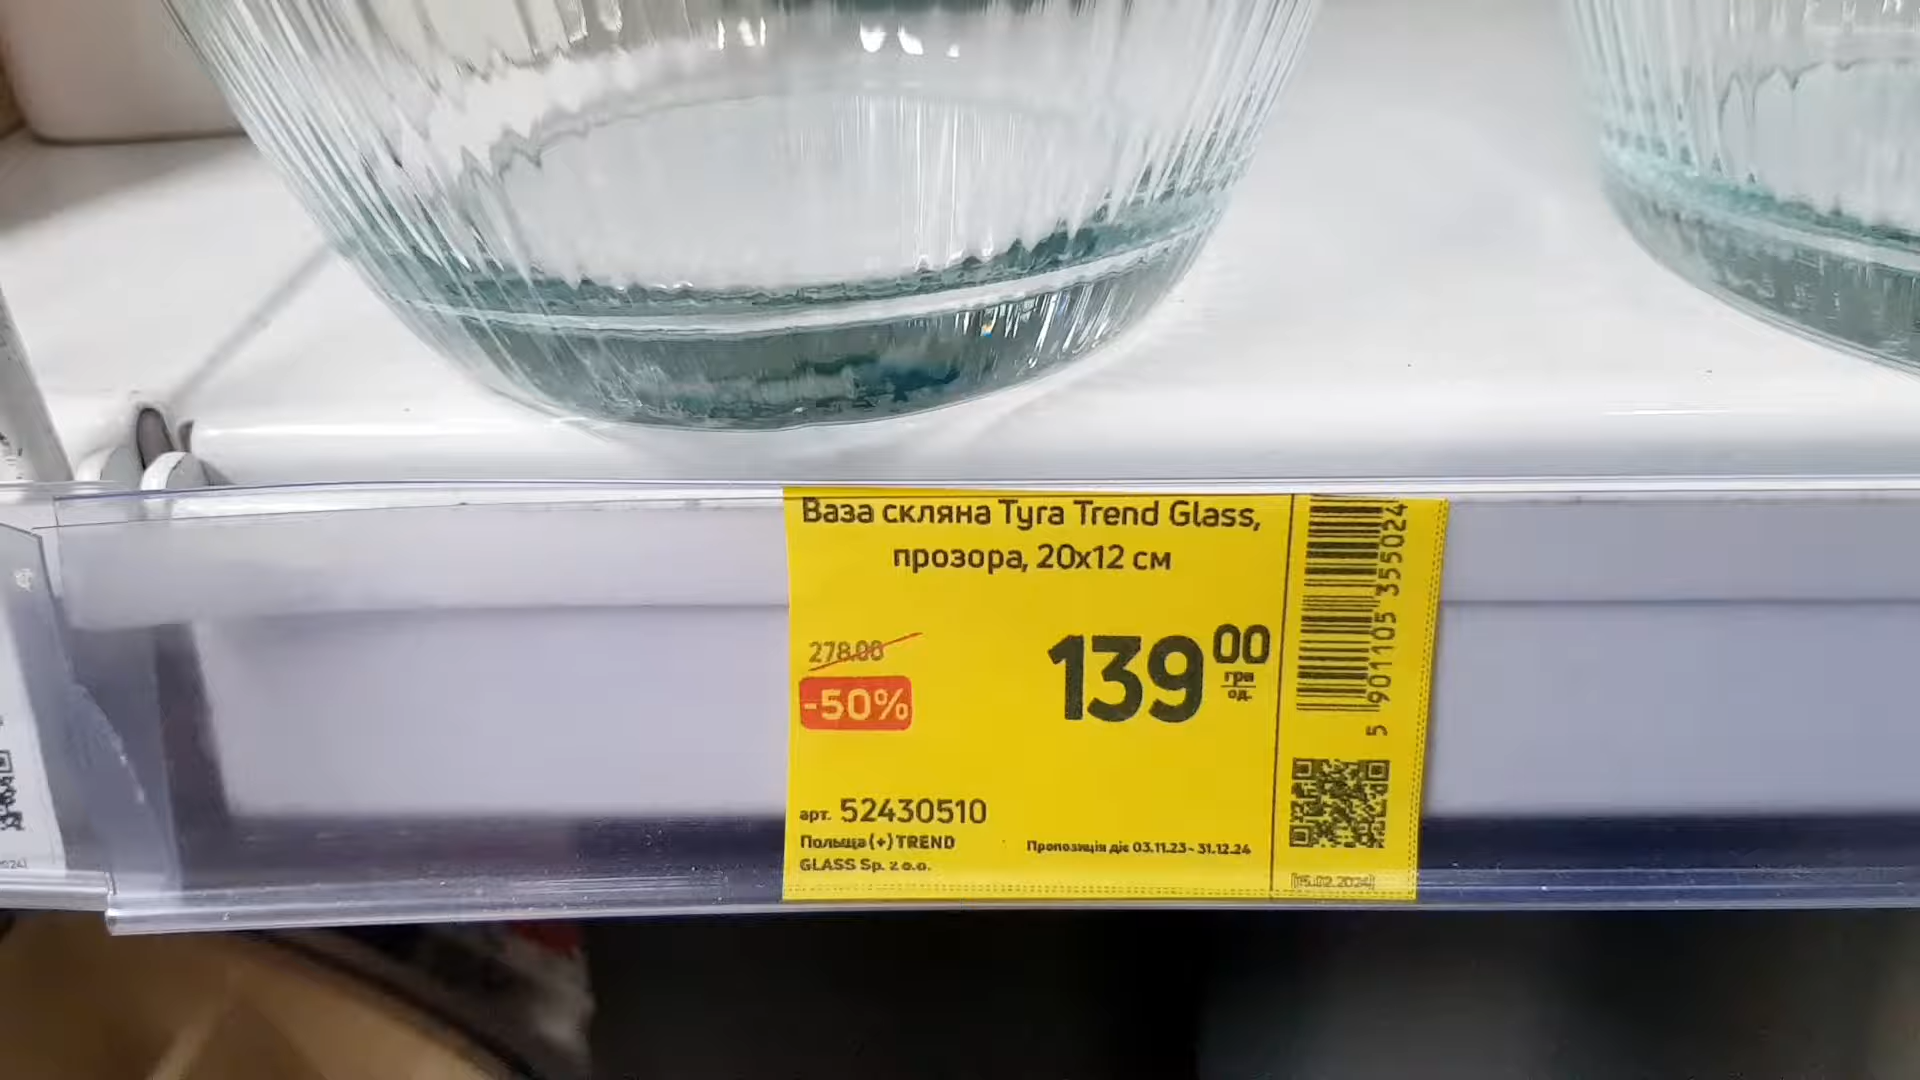 Ваза скляна Tyra Trend Glass,
прозора, 20x12 см
278.00
-50%
139 00
грн
од.
арт. 52430510
Польща (+) TREND
GLASS Sp. z o.o.
Пропозиція діє 03.11.23 - 31.12.24
5 901105 355024
[15.02.2024]